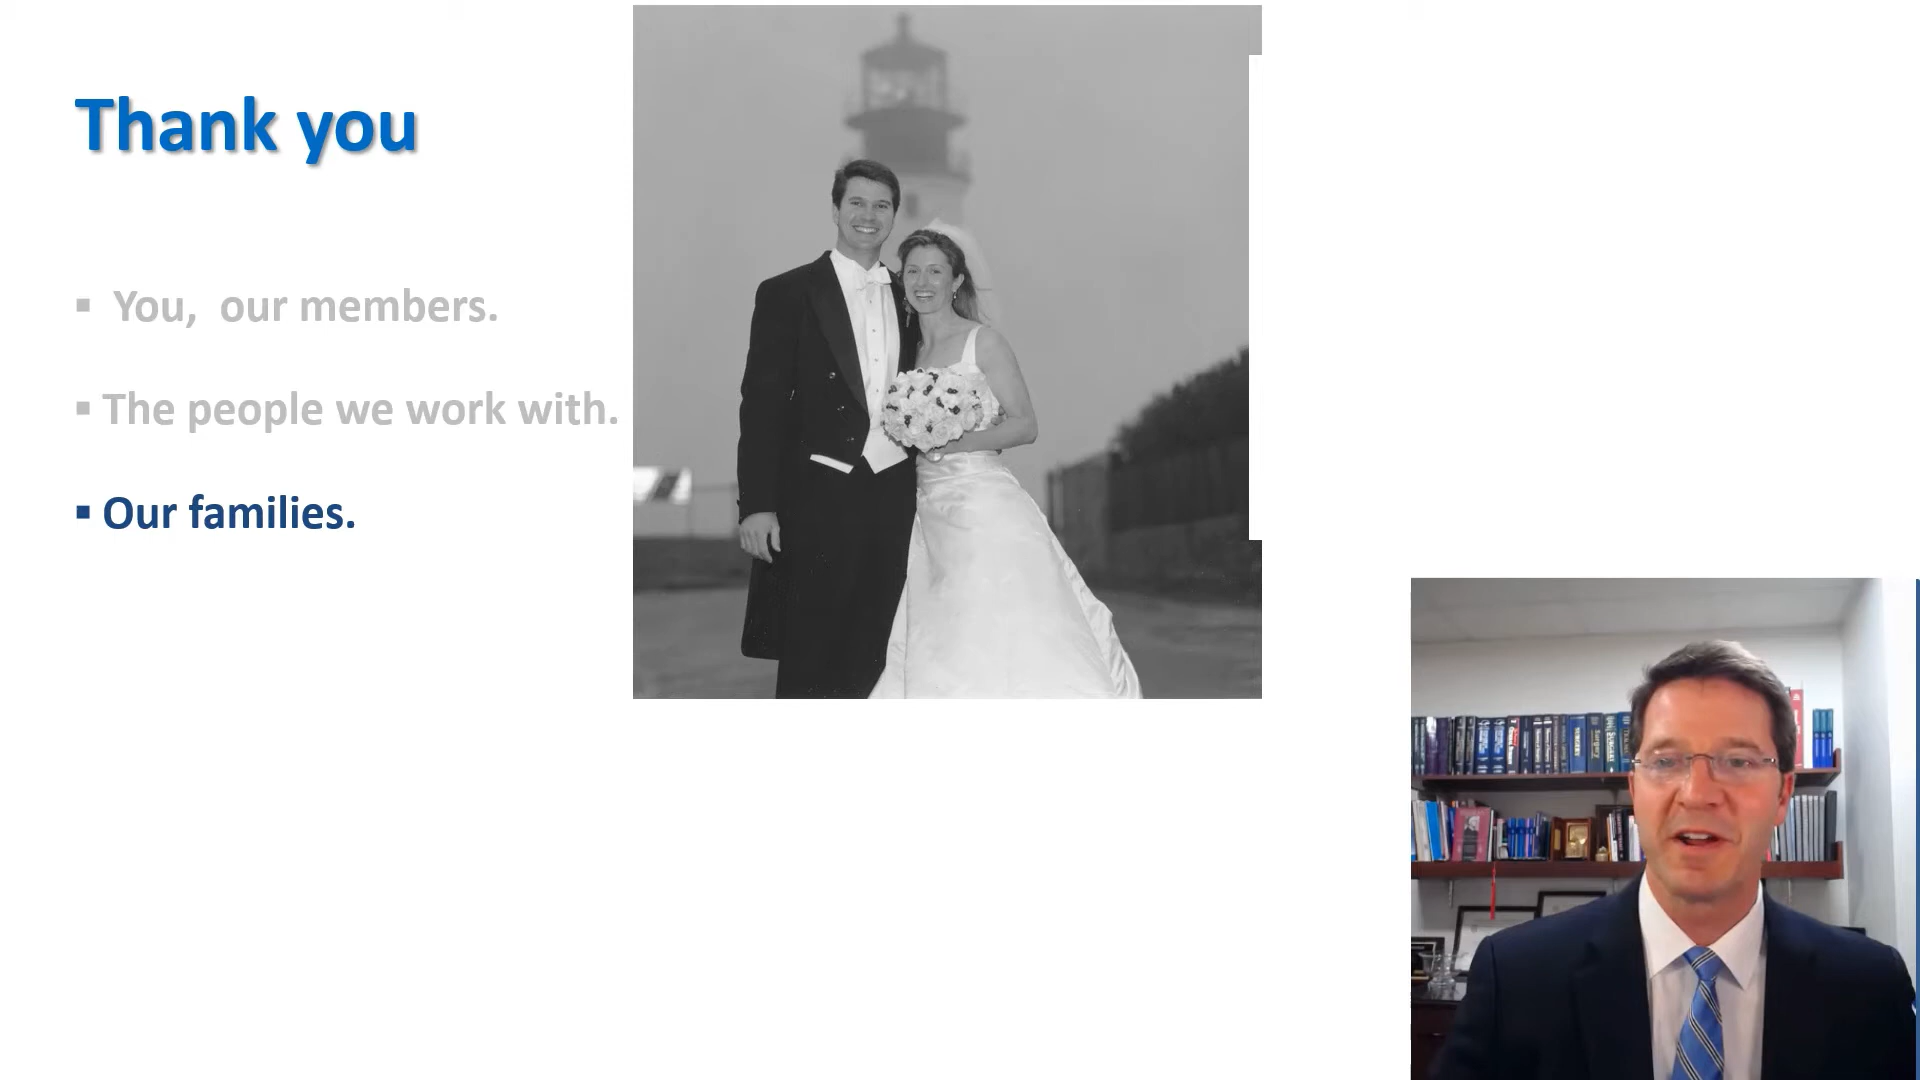 Thank you
▪ You, our members.
▪ The people we work with.
▪ Our families.